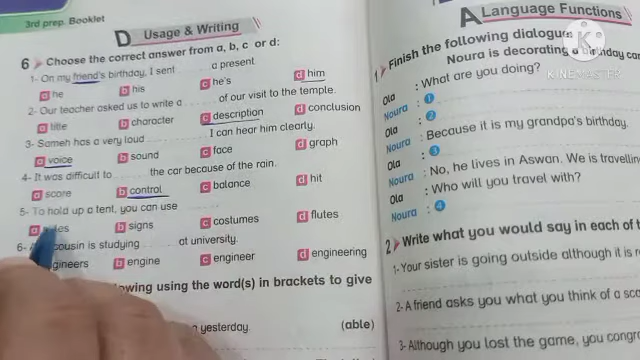 3rd prep. Booklet
D Usage & Writing
6 Choose the correct answer from a, b, c or d:
1- On my friend's birthday, I sent ........ a present
a he b his c he's d him
2- Our teacher asked us to write a ........ of our visit to the temple.
a title b character c description d conclusion
3- Sameh has a very loud ........ I can hear him clearly.
a voice b sound c face d graph
4- It was difficult to ........ the car because of the rain.
a score b control c balance d hit
5- To hold up a tent, you can use ........
a b signs c costumes d flutes
6- cousin is studying ........ at university.
b engine c engineer d engineering
using the word(s) in brackets to give
yesterday. (able)
A Language Functions
1 Finish the following dialogue:
Noura is decorating a birthday
Ola : What are you doing?
Noura : 1
Ola : 2
Noura : Because it is my grandpa's birthday.
Ola : 3
Noura : No, he lives in Aswan. We is
Ola : Who will you travel with?
Noura : 4
2 Write what you would say in each of
1- Your sister is going outside although it is
2- A friend asks you what you think of a
3- Although you lost the game, you
KINEMASTER